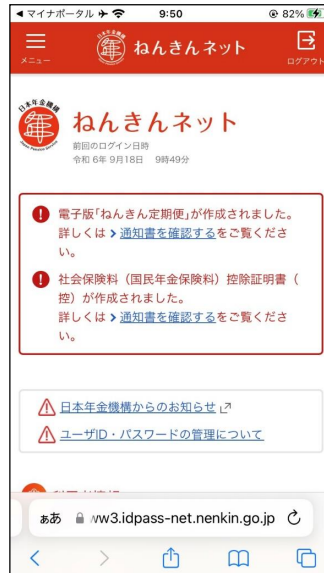 マイナポータル 9:50 82%
ねんきんネット
メニュー
ログアウト
日本年金機構
ねんきんネット
前回のログイン日時
令和 6年 9月18日 9時49分
電子版「ねんきん定期便」が作成されました。
詳しくは > 通知書を確認するをご覧くださ
い。
社会保険料(国民年金保険料)控除証明書(
控)が作成されました。
詳しくは > 通知書を確認するをご覧くださ
い。
日本年金機構からのお知らせ
ユーザID・パスワードの管理について
ぁあ ww3.idpass-net.nenkin.go.jp